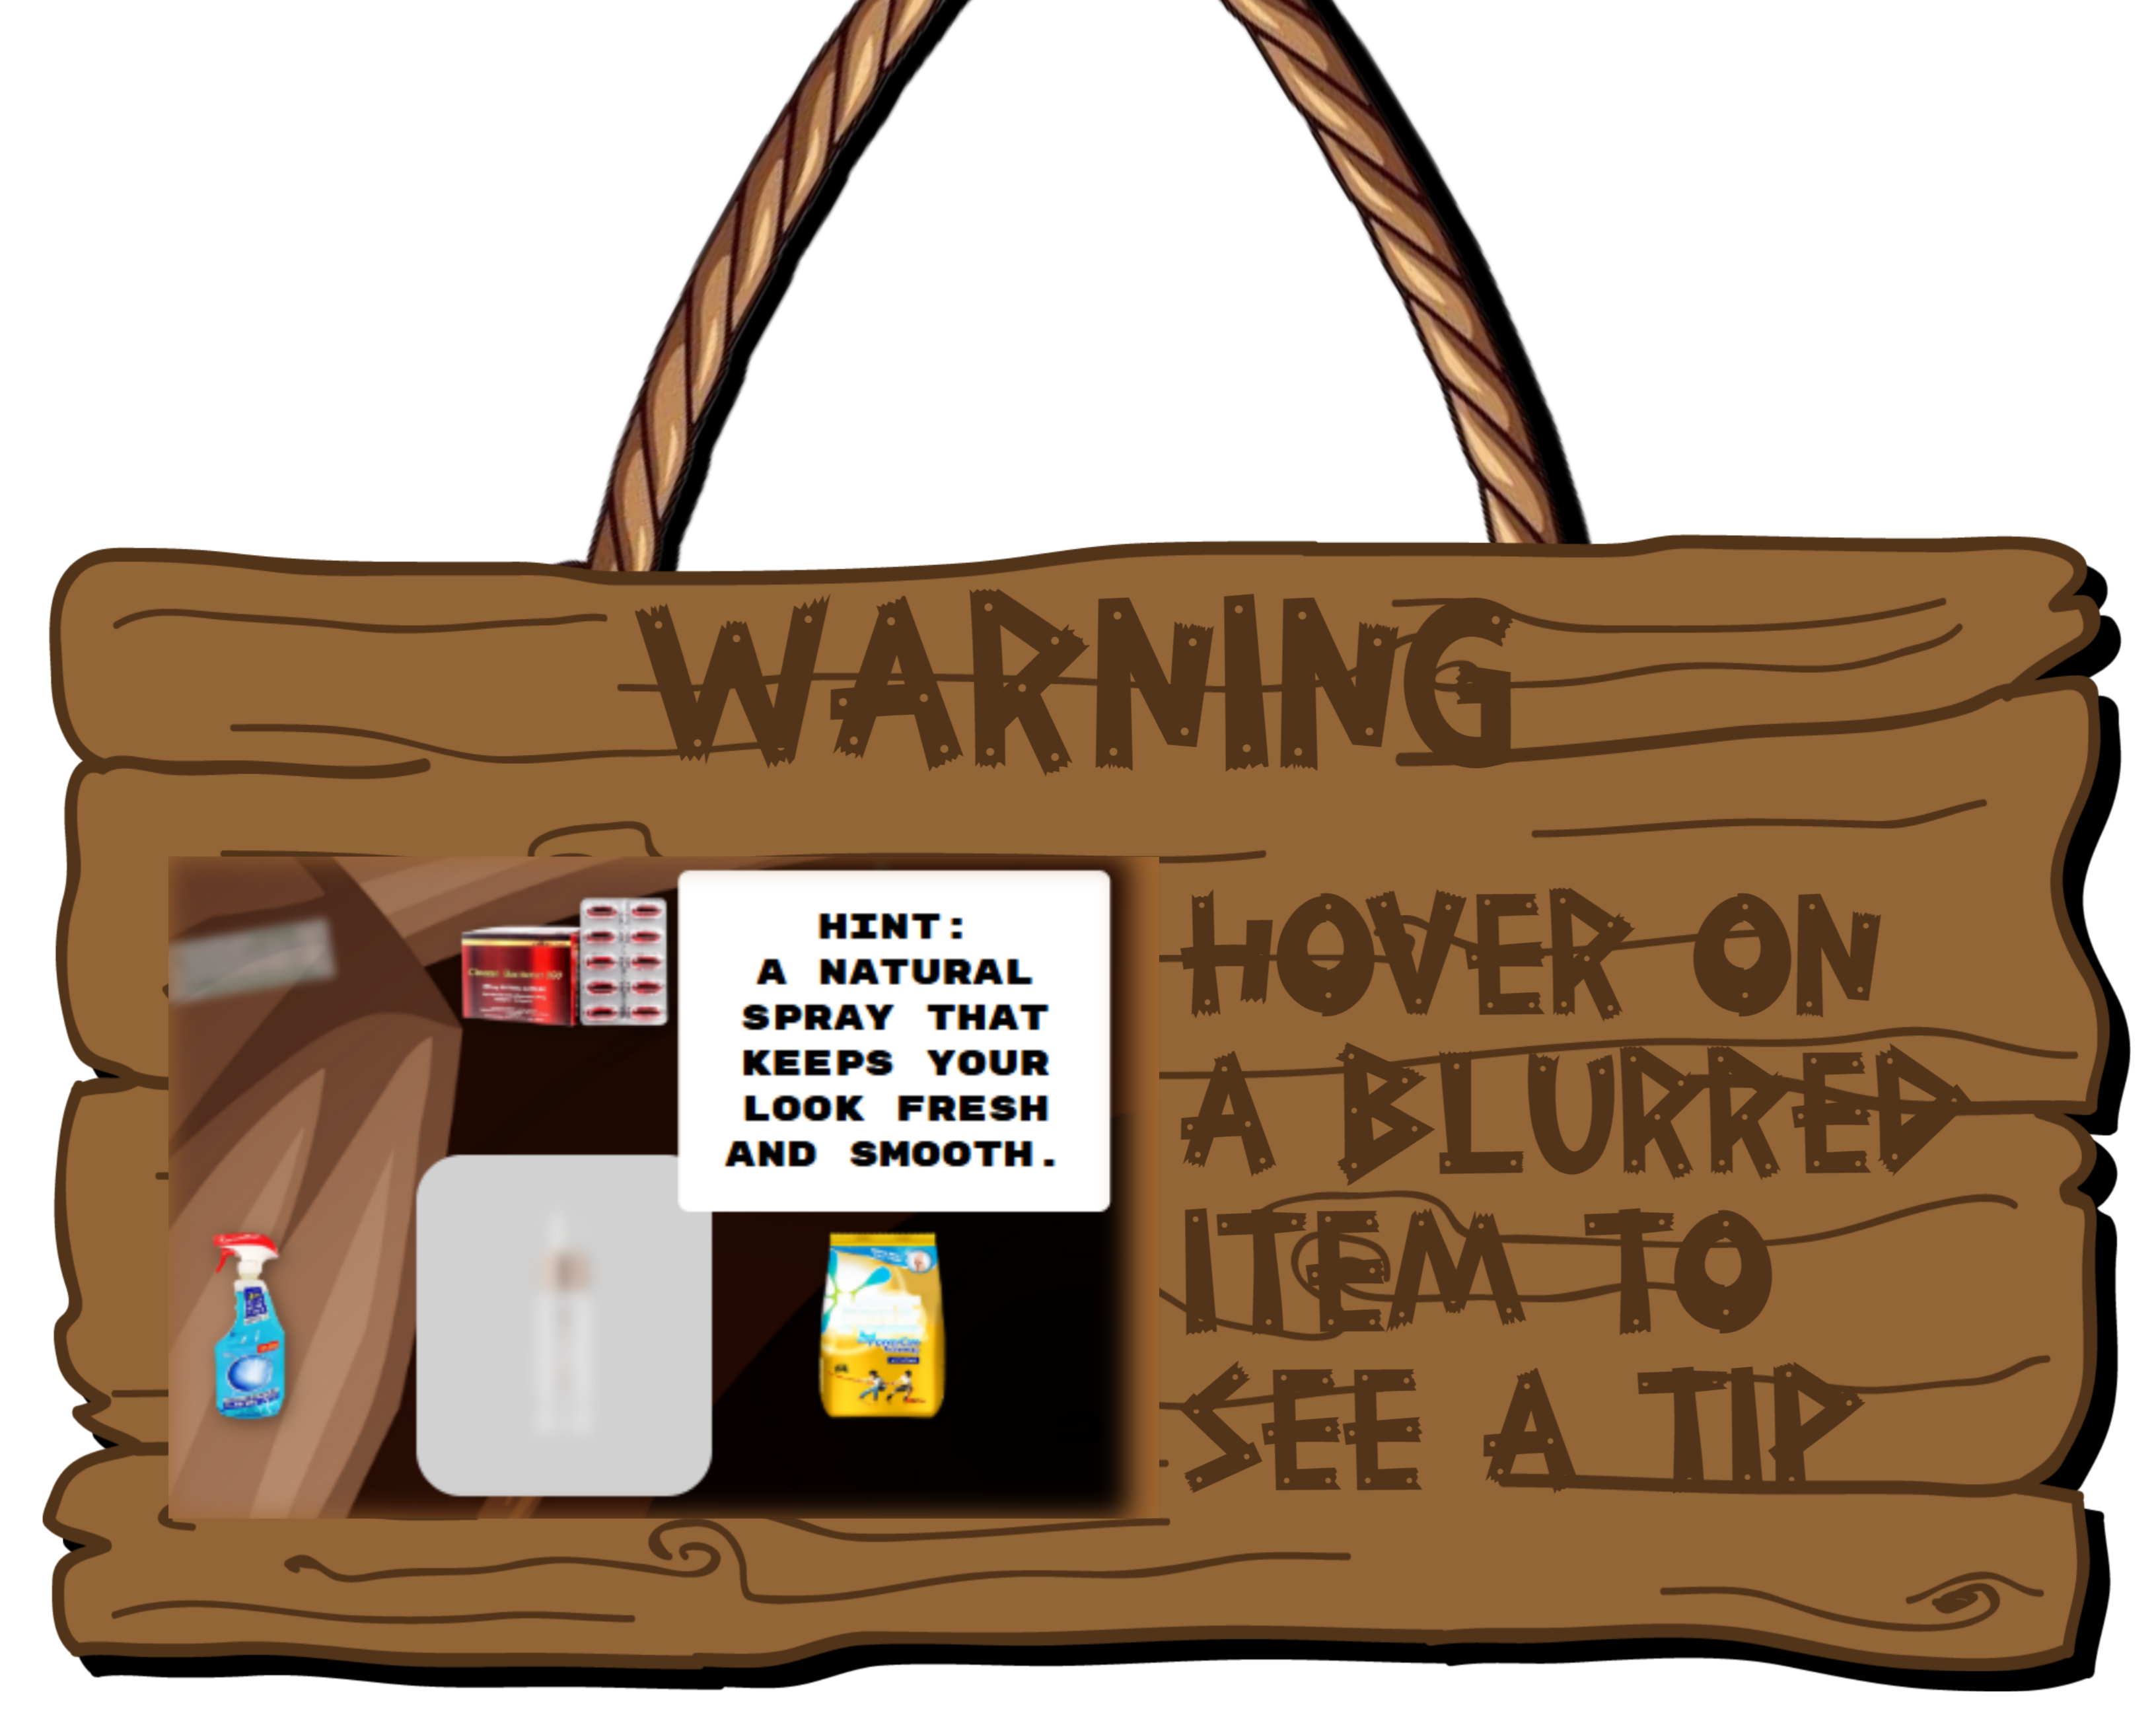 WARNING
HINT:
A NATURAL
SPRAY THAT
KEEPS YOUR
LOOK FRESH
AND SMOOTH.
HOVER ON
A BLURRED
ITEM TO
SEE A TIP